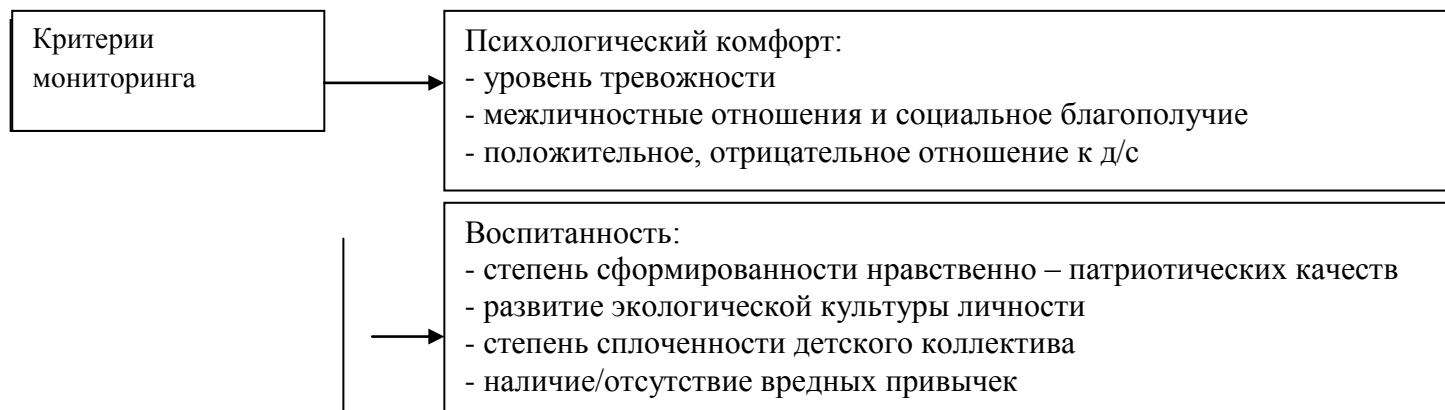 Критерии
мониторинга
Психологический комфорт:
- уровень тревожности
- межличностные отношения и социальное благополучие
- положительное, отрицательное отношение к д/с
Воспитанность:
- степень сформированности нравственно – патриотических качеств
- развитие экологической культуры личности
- степень сплоченности детского коллектива
- наличие/отсутствие вредных привычек